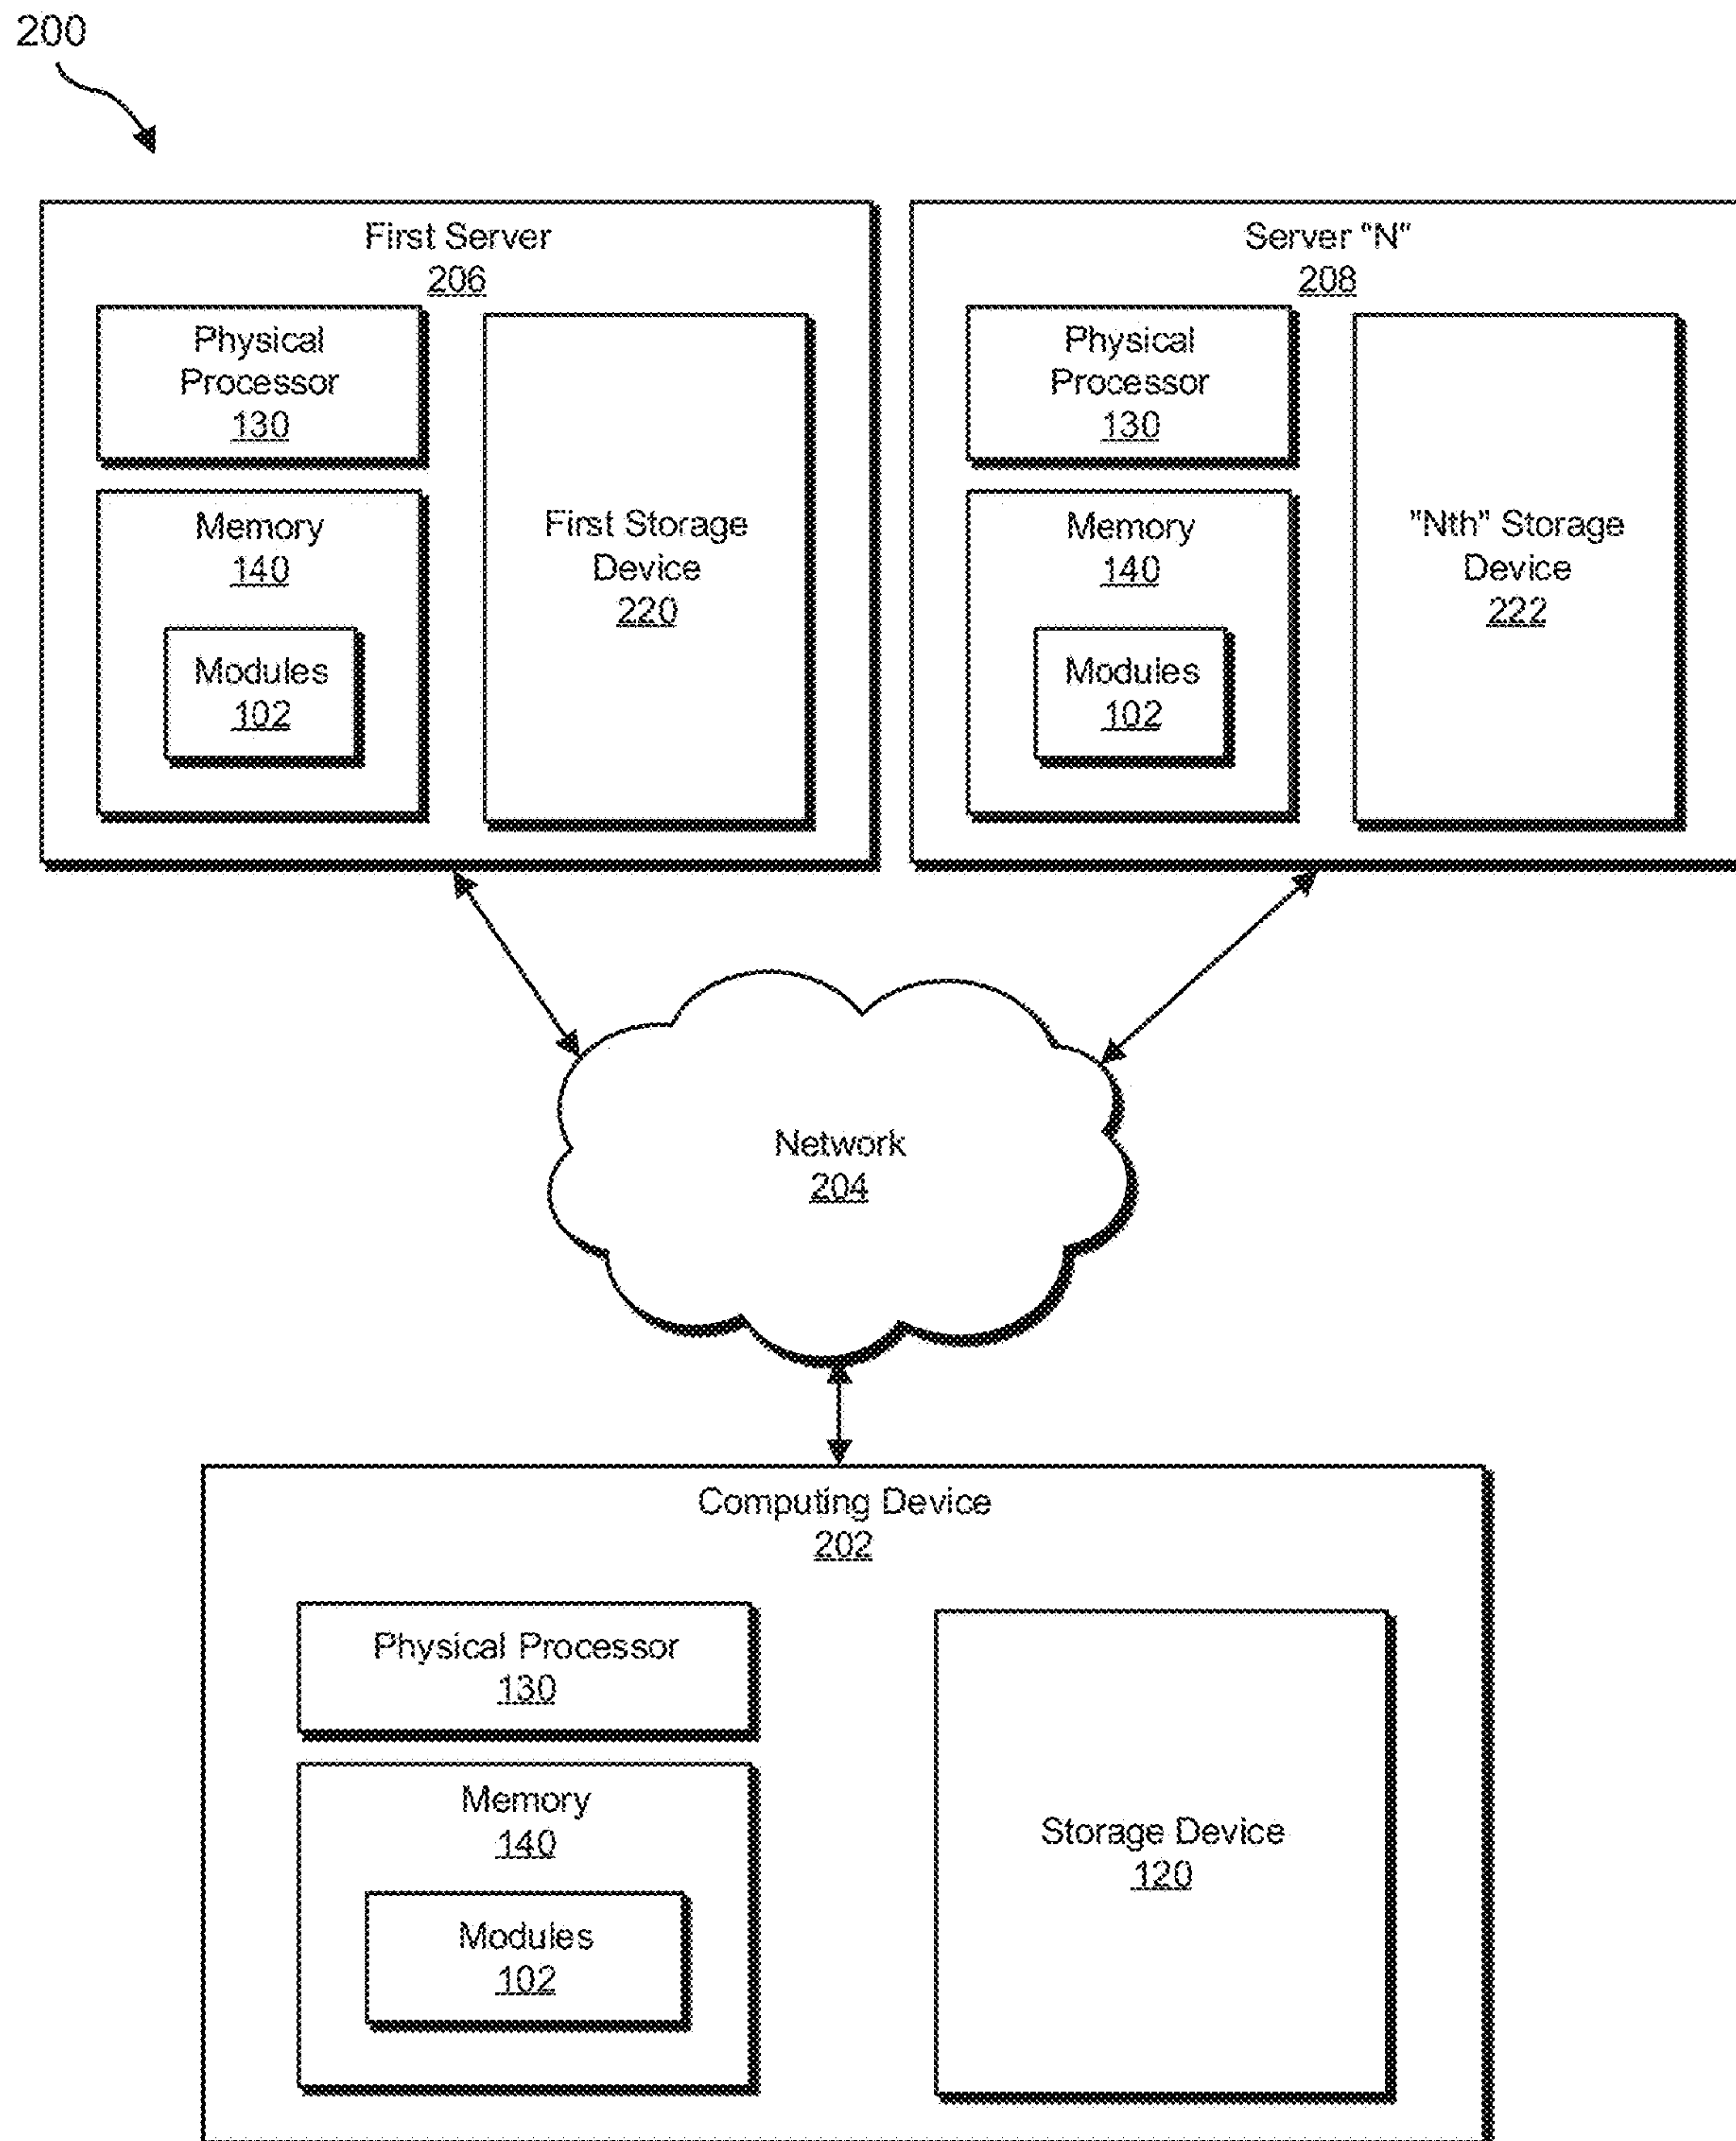 200
First Server
206
Physical
Processor
130
Memory
140
Modules
102
First Storage
Device
220
Server "N"
208
Physical
Processor
130
Memory
140
Modules
102
"Nth" Storage
Device
222
Network
204
Computing Device
202
Physical Processor
130
Memory
140
Modules
102
Storage Device
120